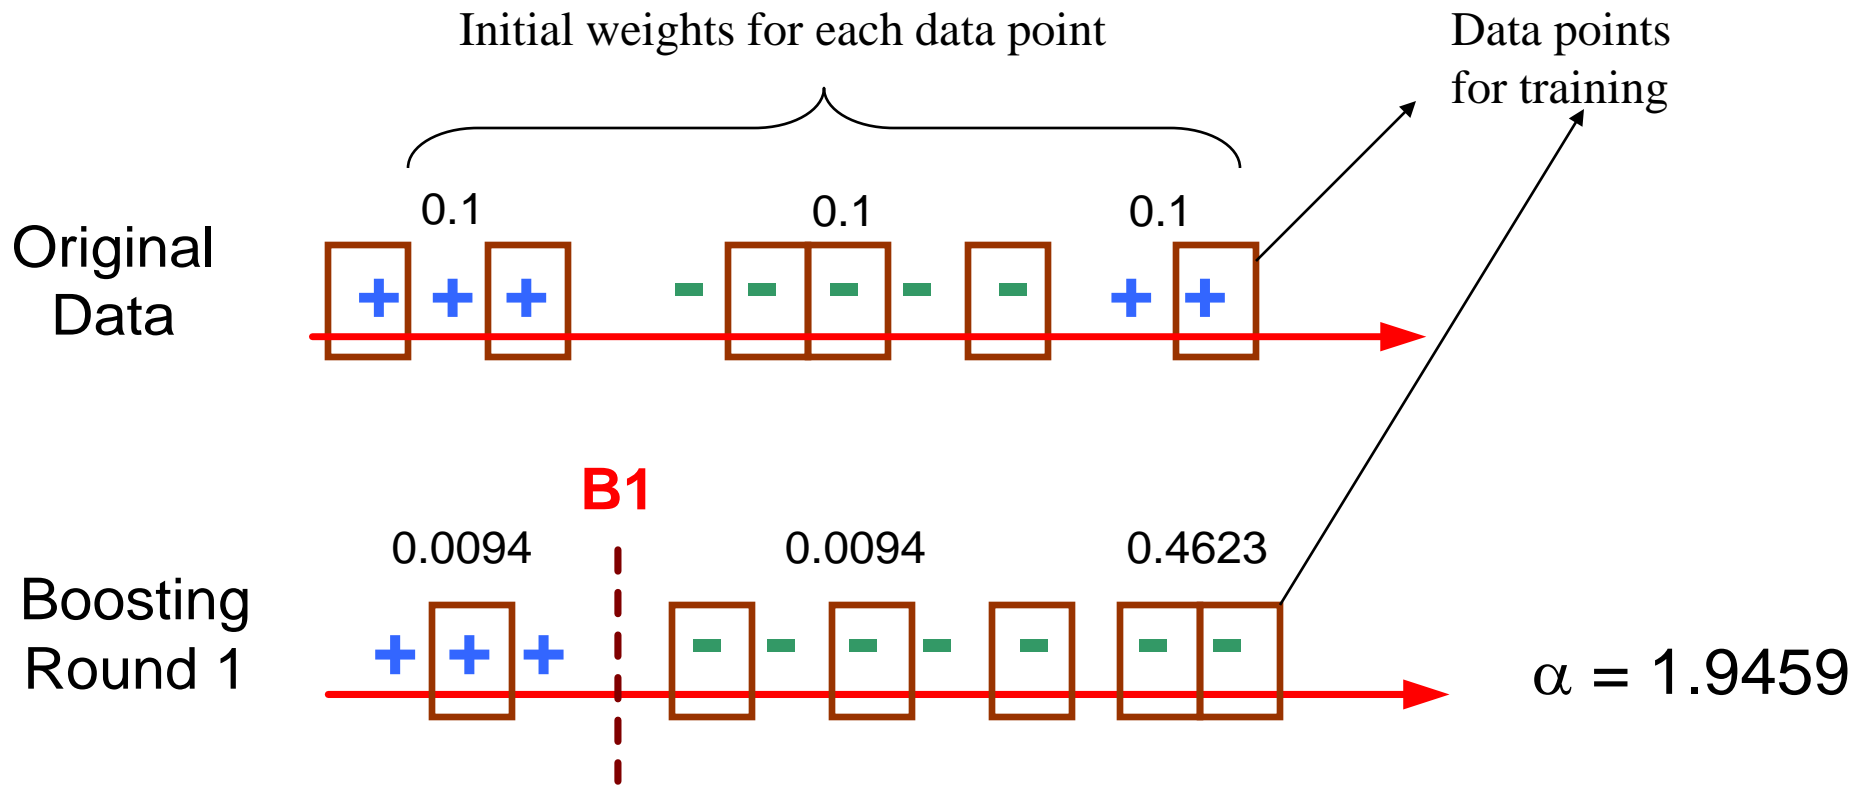 Initial weights for each data point
Data points
for training
Original
Data
0.1 0.1 0.1
+ + + - - - - - + +
B1
Boosting
Round 1
0.0094 0.0094 0.4623
+ + + - - - - - - -
α = 1.9459